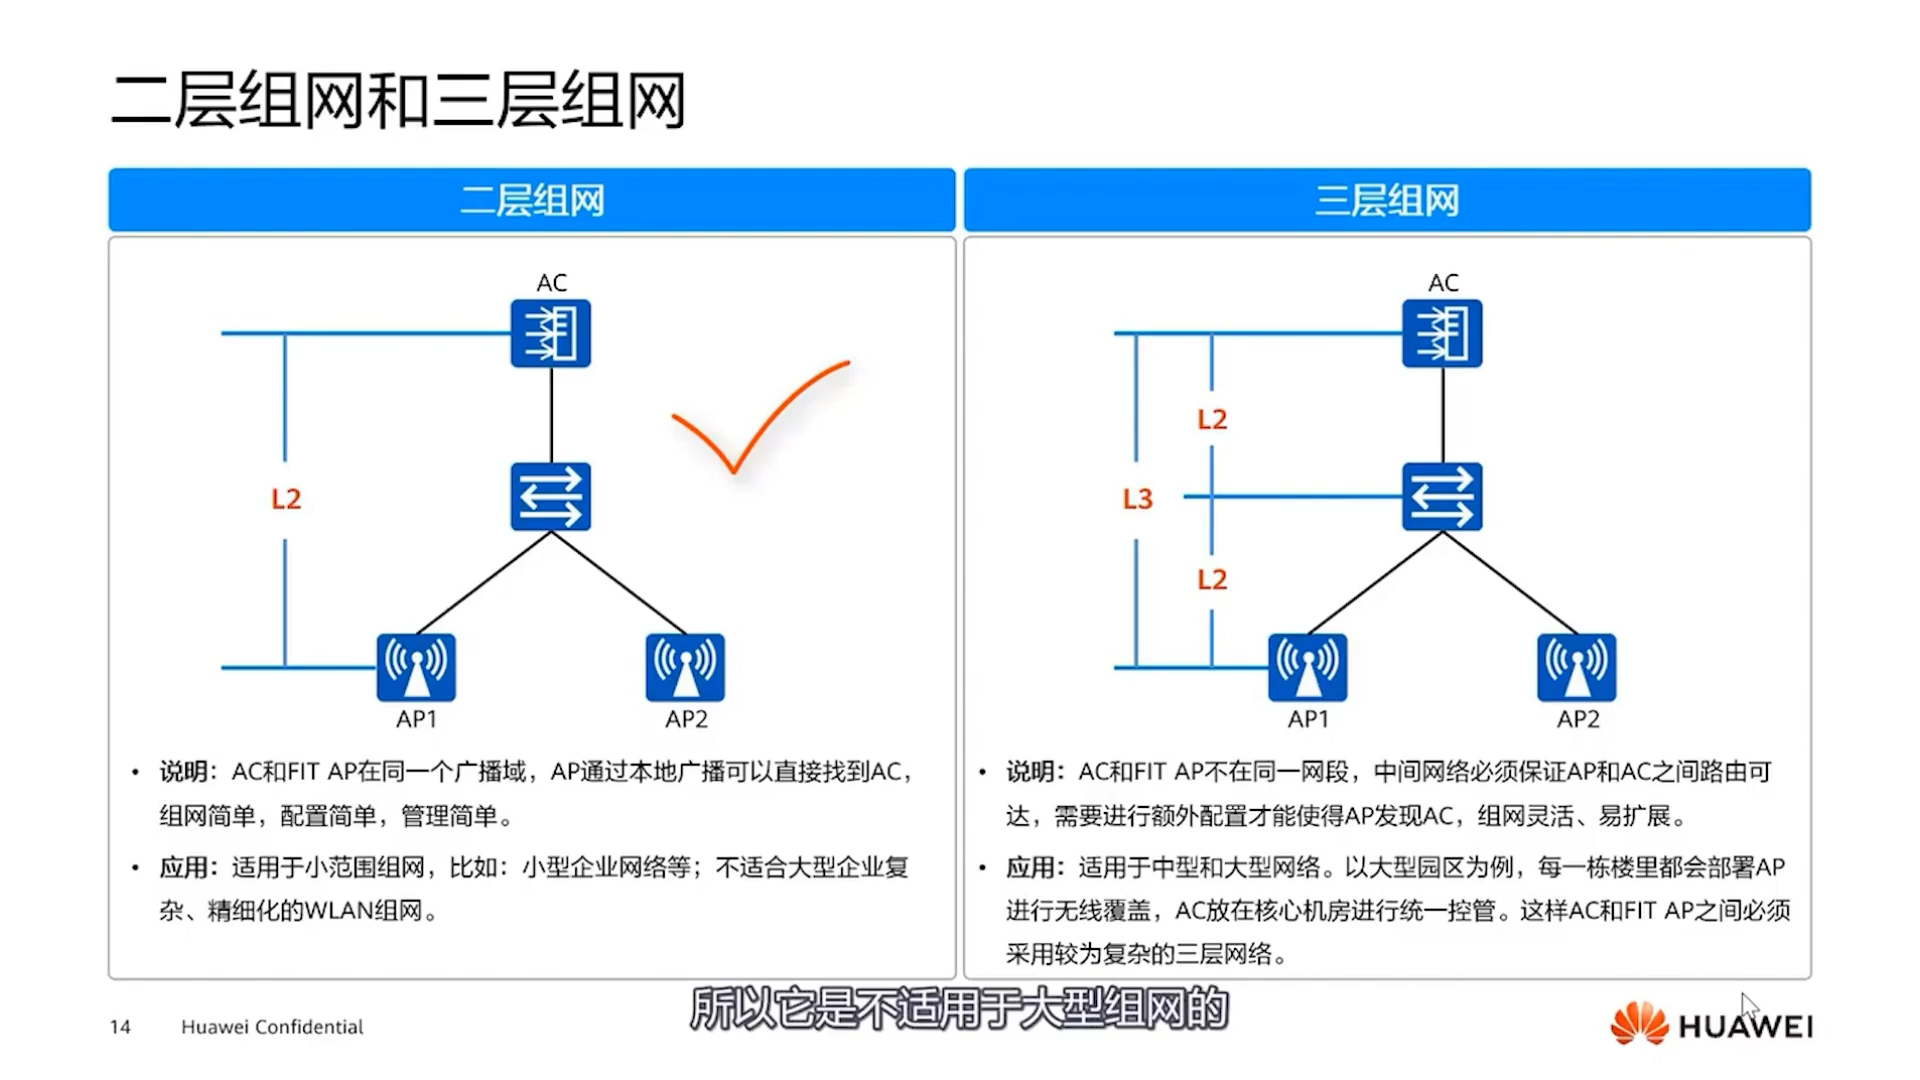 二层组网和三层组网
二层组网
AC
L2
AP1
AP2
• 说明：AC和FIT AP在同一个广播域，AP通过本地广播可以直接找到AC，
组网简单，配置简单，管理简单。
• 应用：适用于小范围组网，比如：小型企业网络等；不适合大型企业复
杂、精细化的WLAN组网。
三层组网
AC
L2
L3
L2
AP1
AP2
• 说明：AC和FIT AP不在同一网段，中间网络必须保证AP和AC之间路由可
达，需要进行额外配置才能使得AP发现AC，组网灵活、易扩展。
• 应用：适用于中型和大型网络。以大型园区为例，每一栋楼里都会部署AP
进行无线覆盖，AC放在核心机房进行统一控管。这样AC和FIT AP之间必须
采用较为复杂的三层网络。
所以它是不适用于大型组网的
14
Huawei Confidential
HUAWEI